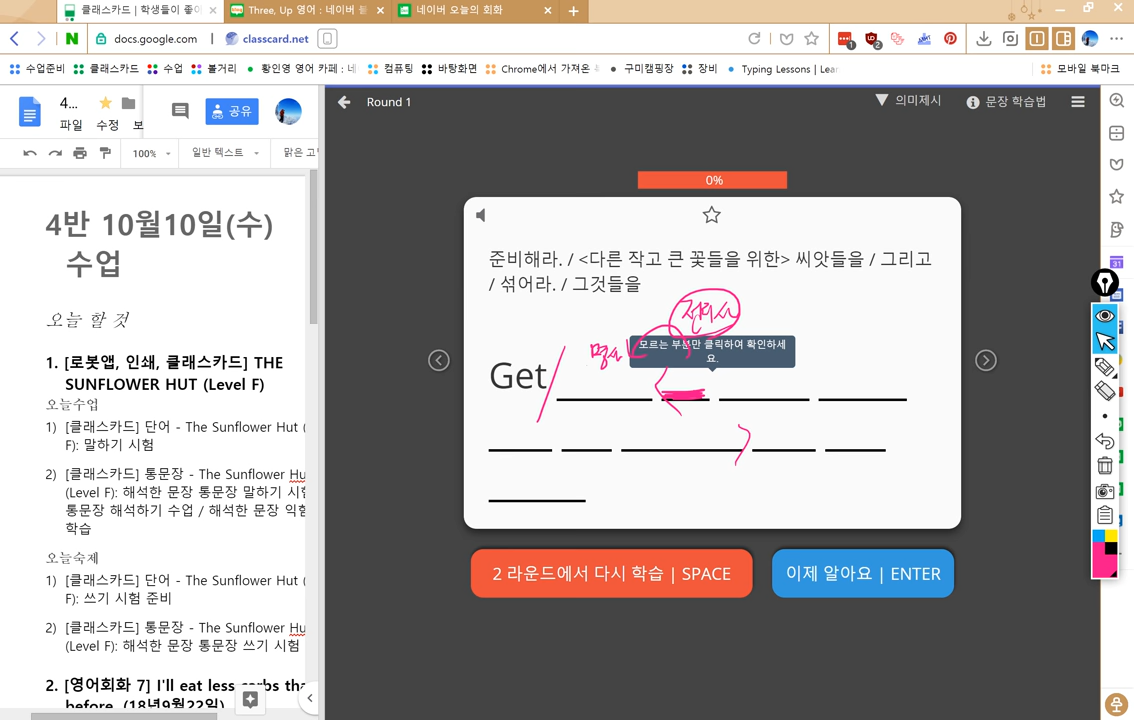 클래스카드 | 학생들이 좋아
Three, Up 영어 : 네이버 블
네이버 오늘의 회화
docs.google.com | classcard.net
수업준비 클래스카드 수업 볼거리 황인영 영어 카페 : 네 컴퓨팅 바탕화면 Chrome에서 가져온 구미캠핑장 장비 Typing Lessons | Lear 모바일 북마크
4...
파일 수정 보
공유
100% 일반 텍스트 맑은 고
4반 10월10일(수)
수업
오늘 할 것
1. [로봇앱, 인쇄, 클래스카드] THE
SUNFLOWER HUT (Level F)
오늘수업
1) [클래스카드] 단어 - The Sunflower Hut (
F): 말하기 시험
2) [클래스카드] 통문장 - The Sunflower Hu
(Level F): 해석한 문장 통문장 말하기 시험
통문장 해석하기 수업 / 해석한 문장 익힘
학습
오늘숙제
1) [클래스카드] 단어 - The Sunflower Hut (
F): 쓰기 시험 준비
2) [클래스카드] 통문장 - The Sunflower Hu
(Level F): 해석한 문장 통문장 쓰기 시험
2. [영어회화 7] I'll eat less carbs tha
before. (18년9월22일)
Round 1
의미제시
문장 학습법
0%
준비해라. / <다른 작고 큰 꽃들을 위한> 씨앗들을 / 그리고
/ 섞어라. / 그것들을
전치사
명사
모르는 부분만 클릭하여 확인하세
요.
Get
2 라운드에서 다시 학습 | SPACE
이제 알아요 | ENTER